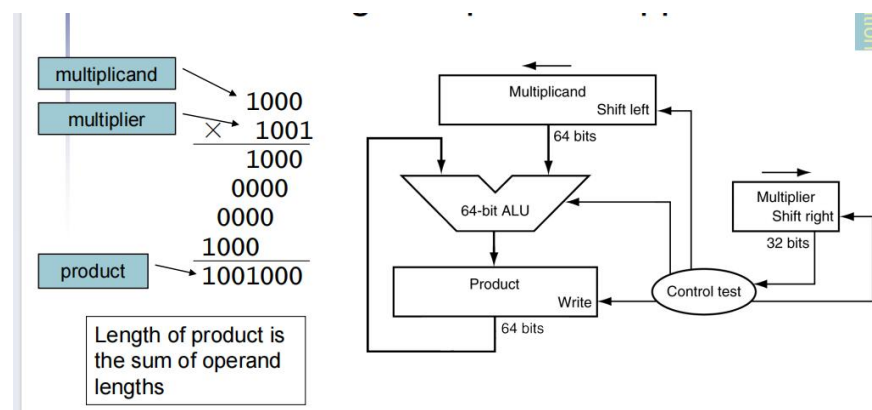 multiplicand
multiplier
product
1000
× 1001
1000
0000
0000
1000
1001000
Length of product is
the sum of operand
lengths
Multiplicand
Shift left
64 bits
64-bit ALU
Product
Write
64 bits
Multiplier
Shift right
32 bits
Control test